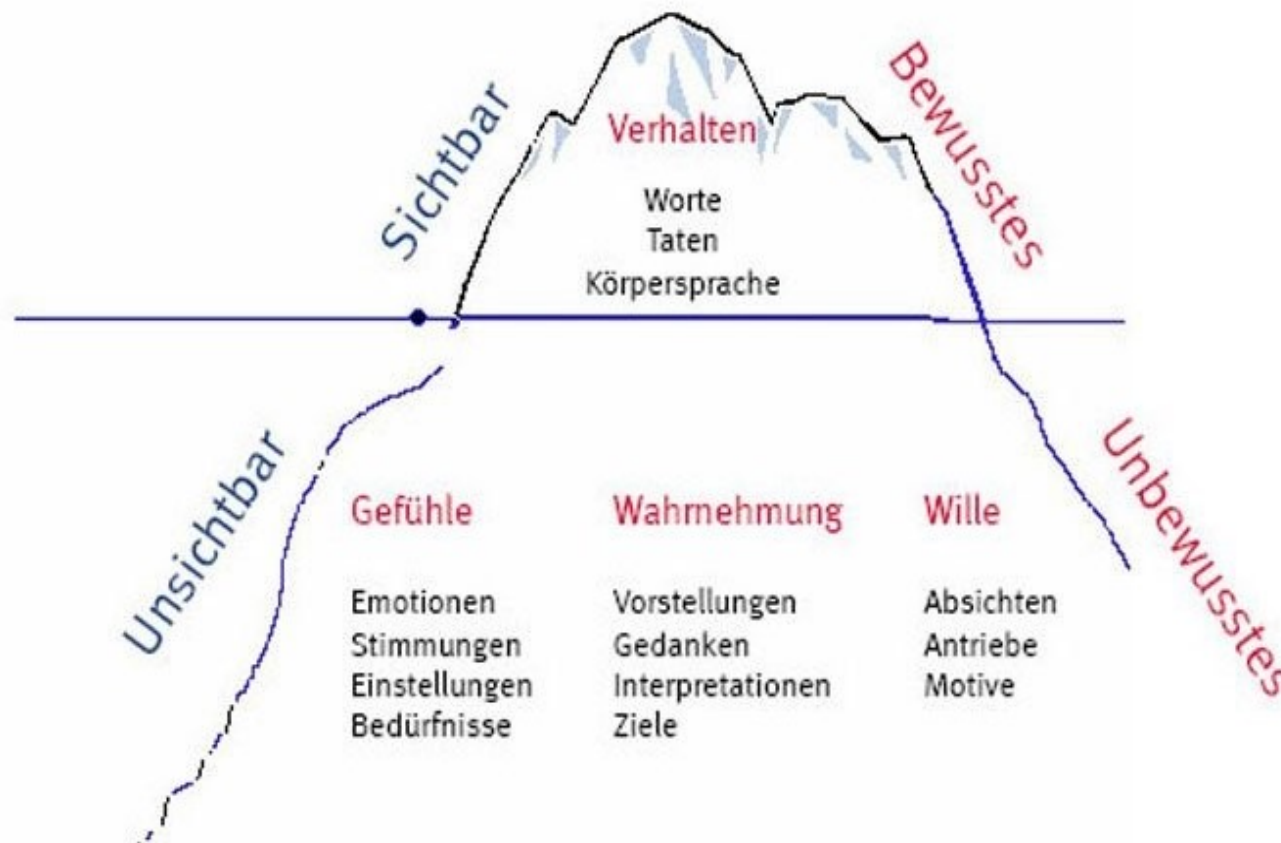 Sichtbar
Bewusstes
Verhalten
Worte
Taten
Körpersprache
Unsichtbar
Unbewusstes
Gefühle
Emotionen
Stimmungen
Einstellungen
Bedürfnisse
Wahrnehmung
Vorstellungen
Gedanken
Interpretationen
Ziele
Wille
Absichten
Antriebe
Motive